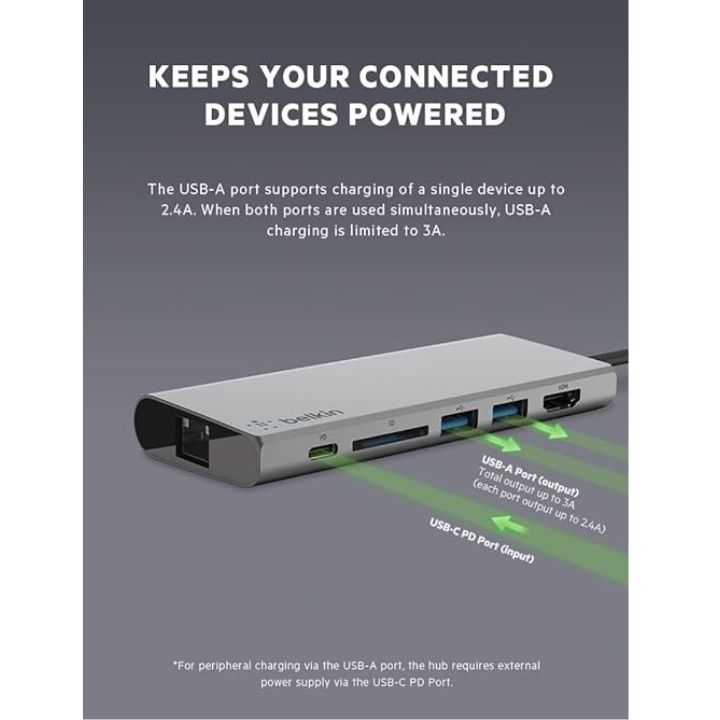 KEEPS YOUR CONNECTED
DEVICES POWERED
The USB-A port supports charging of a single device up to
2.4A. When both ports are used simultaneously, USB-A
charging is limited to 3A.
belkin
PD
SD
HDMI
USB-A Port (output)
Total output up to 3A
(each port output up to 2.4A)
USB-C PD Port (input)
*For peripheral charging via the USB-A port, the hub requires external
power supply via the USB-C PD Port.